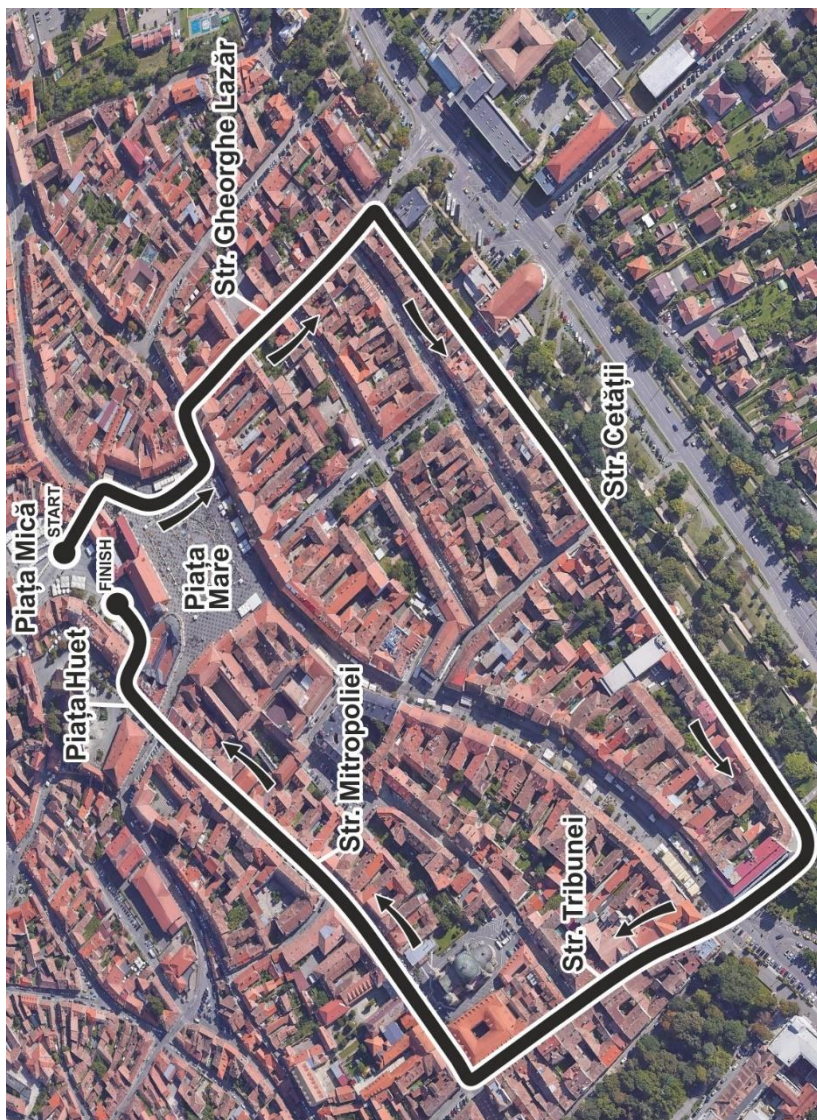 Piața Mică
START
FINISH
Piața Huet
Piața
Mare
Str. Gheorghe Lazăr
Str. Cetății
Str. Mitropoliei
Str. Tribunei